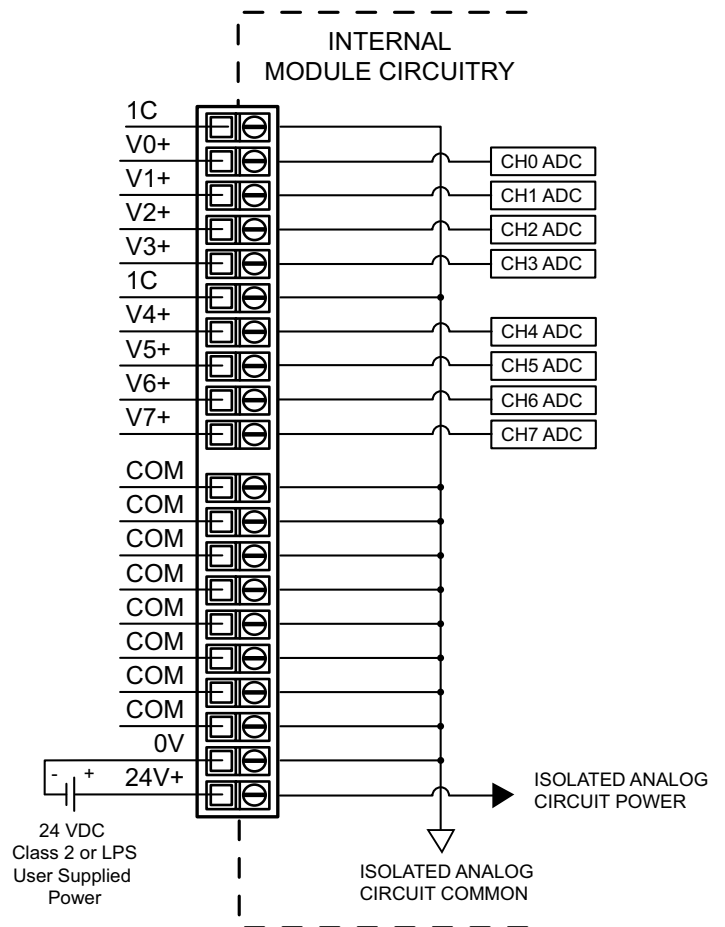 INTERNAL
MODULE CIRCUITRY
1C
V0+
CH0 ADC
V1+
CH1 ADC
V2+
CH2 ADC
V3+
CH3 ADC
1C
V4+
CH4 ADC
V5+
CH5 ADC
V6+
CH6 ADC
V7+
CH7 ADC
COM
COM
COM
COM
COM
COM
COM
COM
0V
- +
24V+
ISOLATED ANALOG
CIRCUIT POWER
24 VDC
Class 2 or LPS
User Supplied
Power
ISOLATED ANALOG
CIRCUIT COMMON